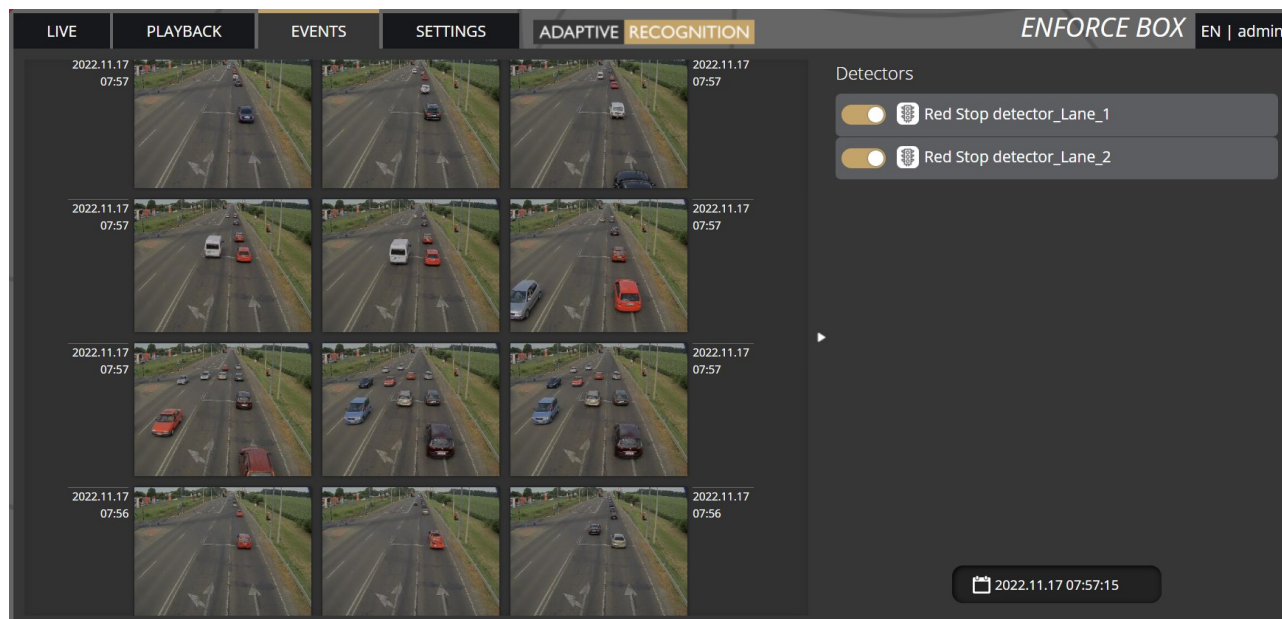 LIVE PLAYBACK EVENTS SETTINGS ADAPTIVE RECOGNITION ENFORCE BOX EN | admin
Detectors
Red Stop detector_Lane_1
Red Stop detector_Lane_2
2022.11.17 2022.11.17
07:57 07:57
2022.11.17 2022.11.17
07:57 07:57
2022.11.17 2022.11.17
07:57 07:57
2022.11.17 2022.11.17
07:56 07:56
2022.11.17 07:57:15